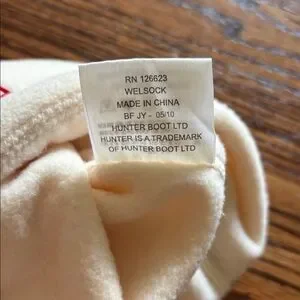 RN 126623
WELSOCK
MADE IN CHINA
BF JY - 05/10
HUNTER BOOT LTD
HUNTER IS A TRADEMARK
OF HUNTER BOOT LTD